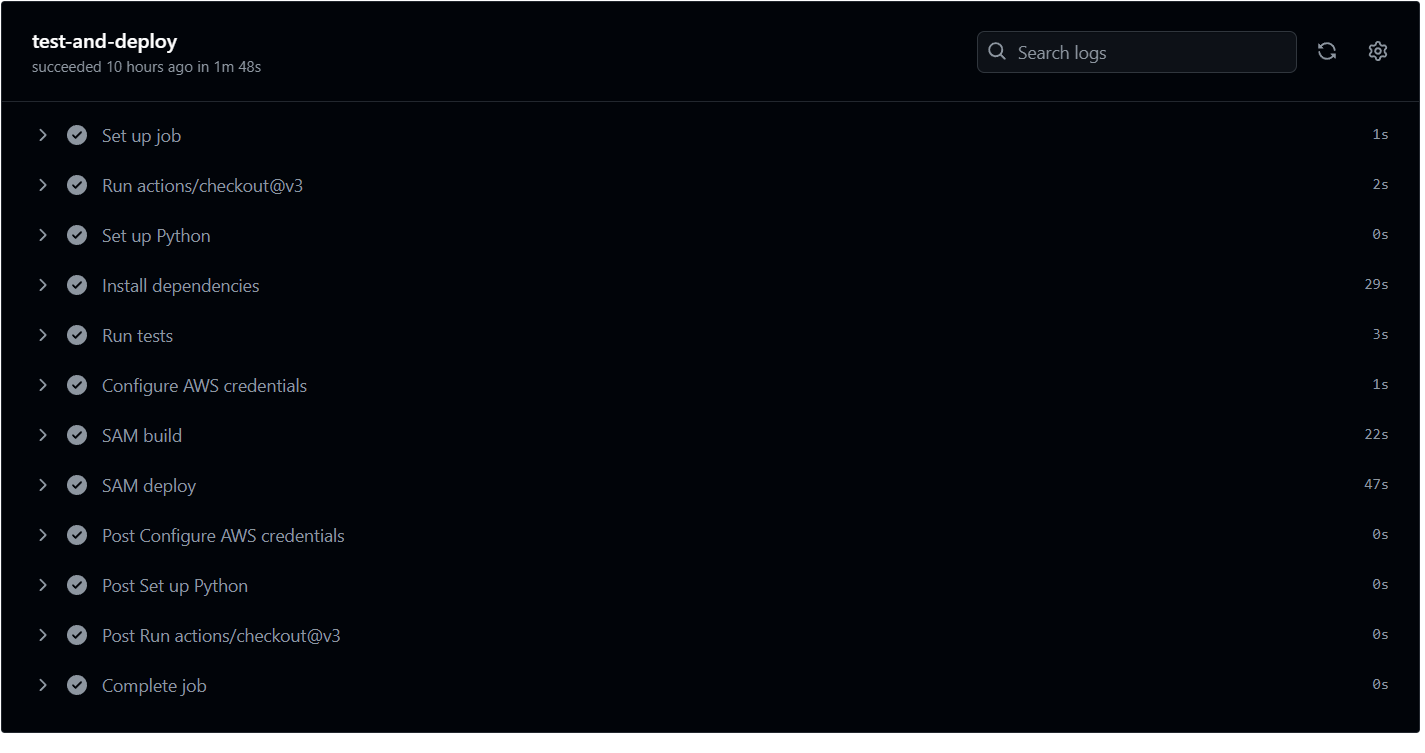 test-and-deploy
succeeded 10 hours ago in 1m 48s
Search logs
Set up job 1s
Run actions/checkout@v3 2s
Set up Python 0s
Install dependencies 29s
Run tests 3s
Configure AWS credentials 1s
SAM build 22s
SAM deploy 47s
Post Configure AWS credentials 0s
Post Set up Python 0s
Post Run actions/checkout@v3 0s
Complete job 0s